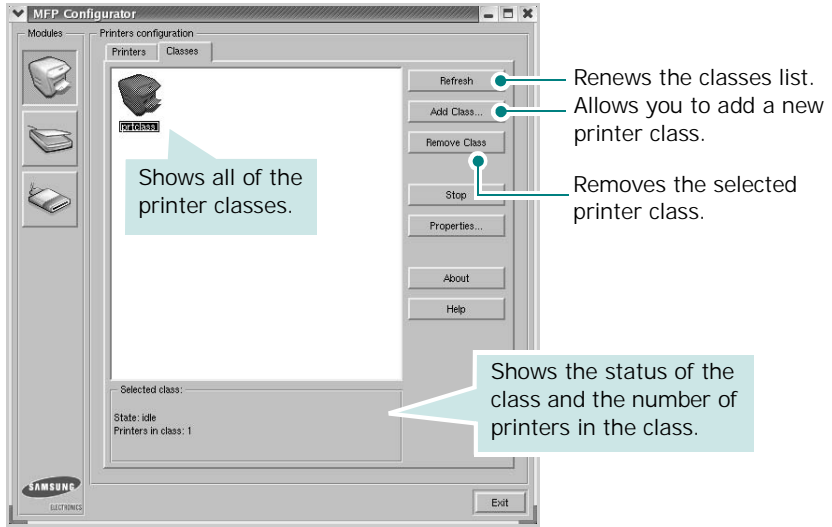 MFP Configurator
Modules
Printers configuration
Printers
Classes
prtclass
Shows all of the
printer classes.
Refresh
Add Class...
Remove Class
Stop
Properties...
About
Help
Renews the classes list.
Allows you to add a new
printer class.
Removes the selected
printer class.
Selected class:
State: idle
Printers in class: 1
Shows the status of the
class and the number of
printers in the class.
SAMSUNG
ELECTRONICS
Exit